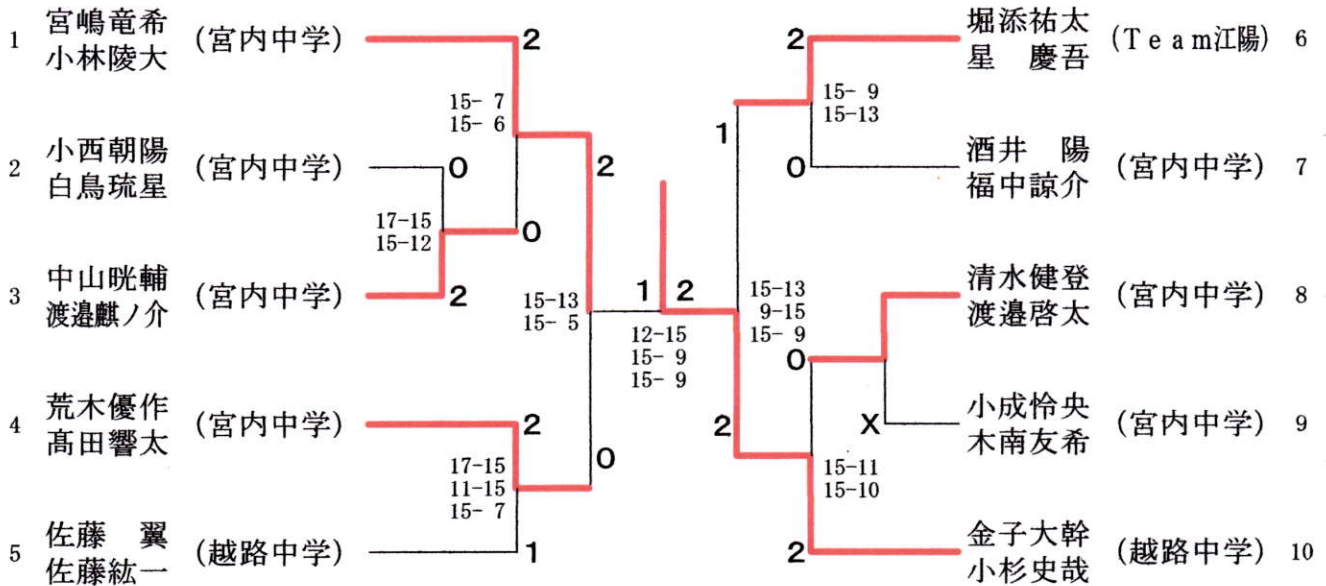 1 宮嶋竜希 (宮内中学)
小林陵大
2
15- 7
15- 6
2 小西朝陽 (宮内中学)
白鳥琉星
0
2
17-15
15-12
0
3 中山晄輔 (宮内中学)
渡邉麒ノ介
2
15-13
15- 5
4 荒木優作 (宮内中学)
髙田響太
2
0
17-15
11-15
15- 7
5 佐藤 翼 (越路中学)
佐藤紘一
1
1 2
12-15
15- 9
15- 9
2 堀添祐太 (Team江陽) 6
星 慶吾
15- 9
15-13
1
0 酒井 陽 (宮内中学) 7
福中諒介
15-13
9-15
15- 9
清水健登 (宮内中学) 8
渡邉啓太
0
2
X 小成怜央 (宮内中学) 9
木南友希
15-11
15-10
2 金子大幹 (越路中学) 10
小杉史哉